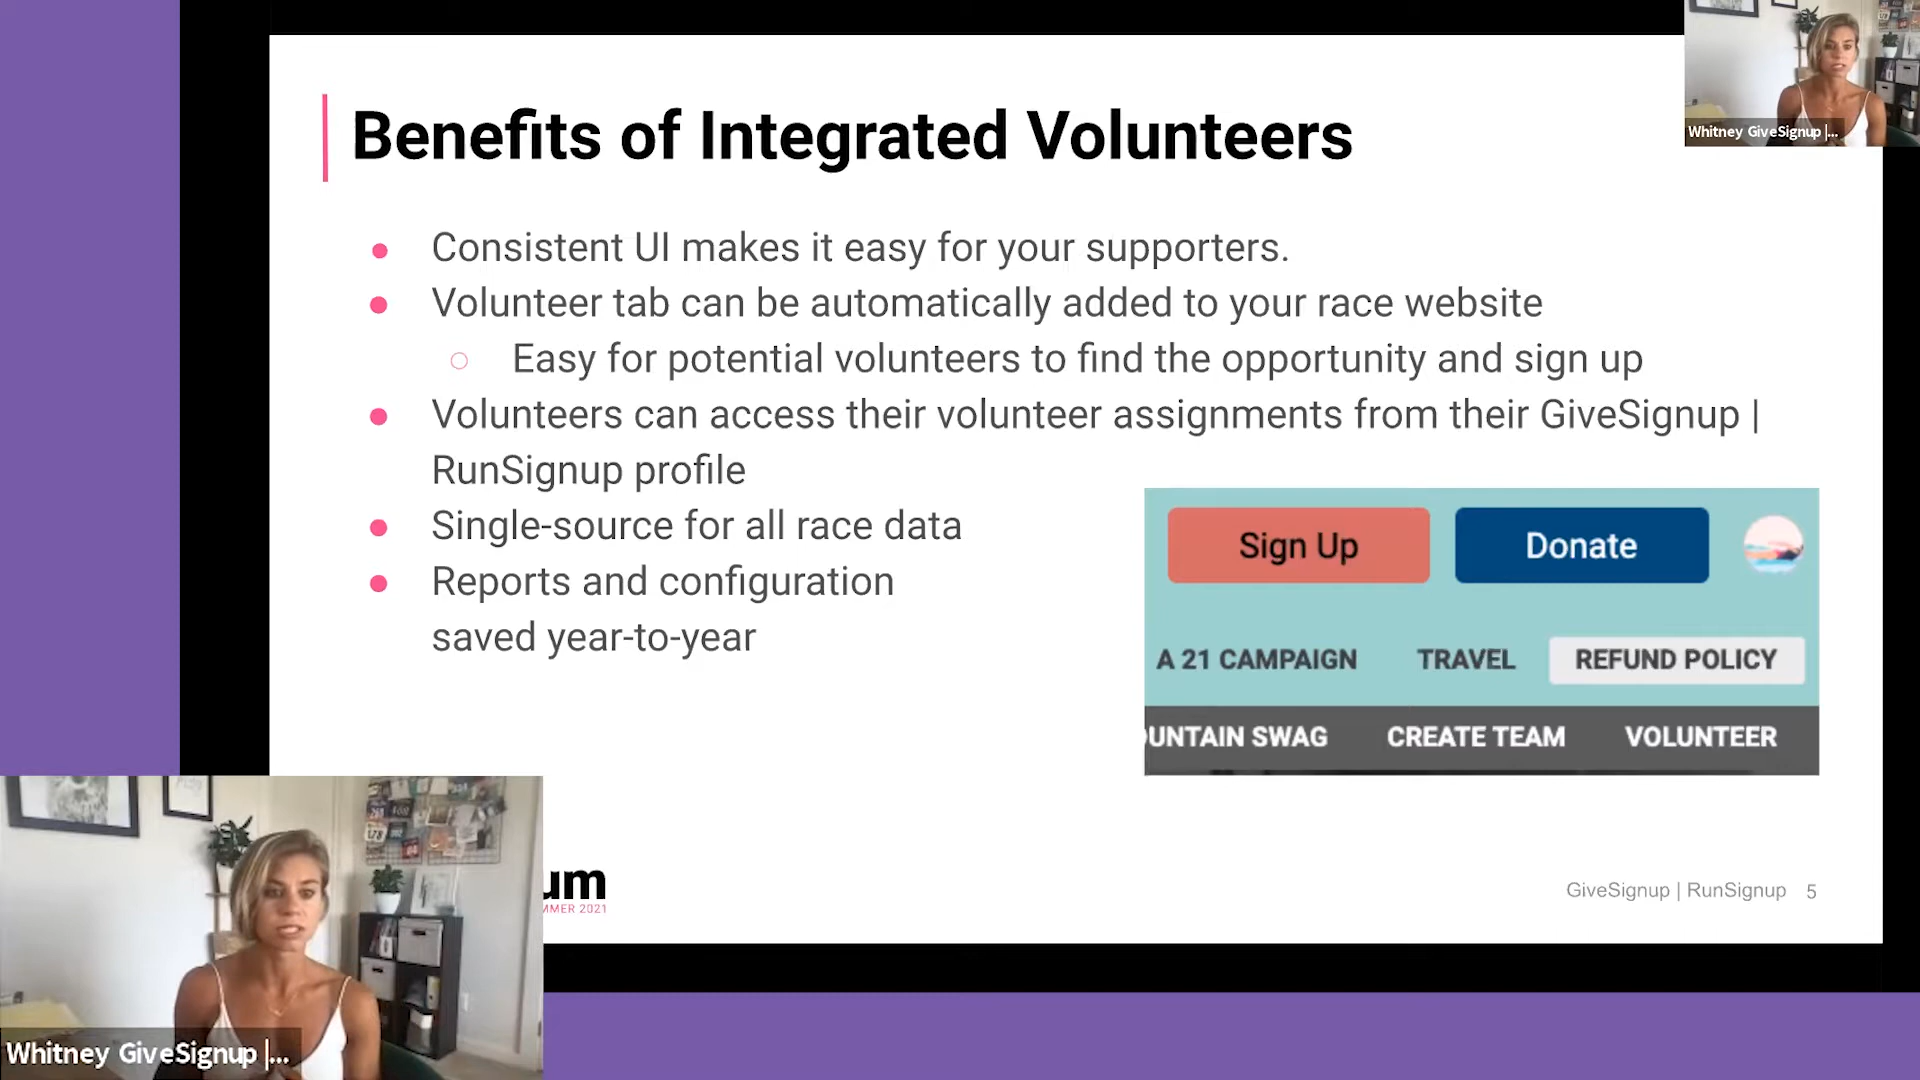 Whitney GiveSignup |...
Benefits of Integrated Volunteers
Consistent UI makes it easy for your supporters.
Volunteer tab can be automatically added to your race website
Easy for potential volunteers to find the opportunity and sign up
Volunteers can access their volunteer assignments from their GiveSignup |
RunSignup profile
Single-source for all race data
Reports and configuration
saved year-to-year
Sign Up Donate
A 21 CAMPAIGN TRAVEL REFUND POLICY
UNTAIN SWAG CREATE TEAM VOLUNTEER
um
MMER 2021
GiveSignup | RunSignup 5
Whitney GiveSignup |...